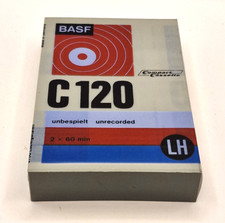 BASF
Compact
Cassette
C 120
unbespielt unrecorded
2 × 60 min
LH